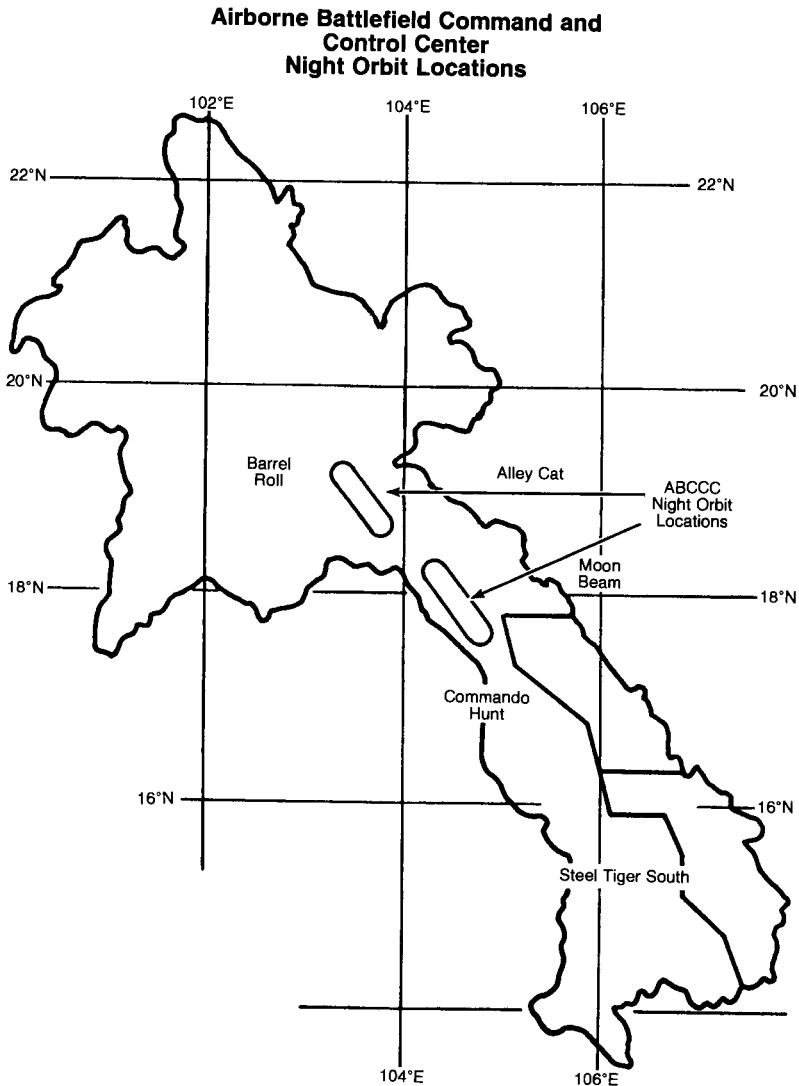 Airborne Battlefield Command and
Control Center
Night Orbit Locations
102°E
104°E
106°E
22°N
22°N
20°N
20°N
Barrel
Roll
Alley Cat
ABCCC
Night Orbit
Locations
Moon
Beam
18°N
18°N
Commando
Hunt
16°N
16°N
Steel Tiger South
104°E
106°E